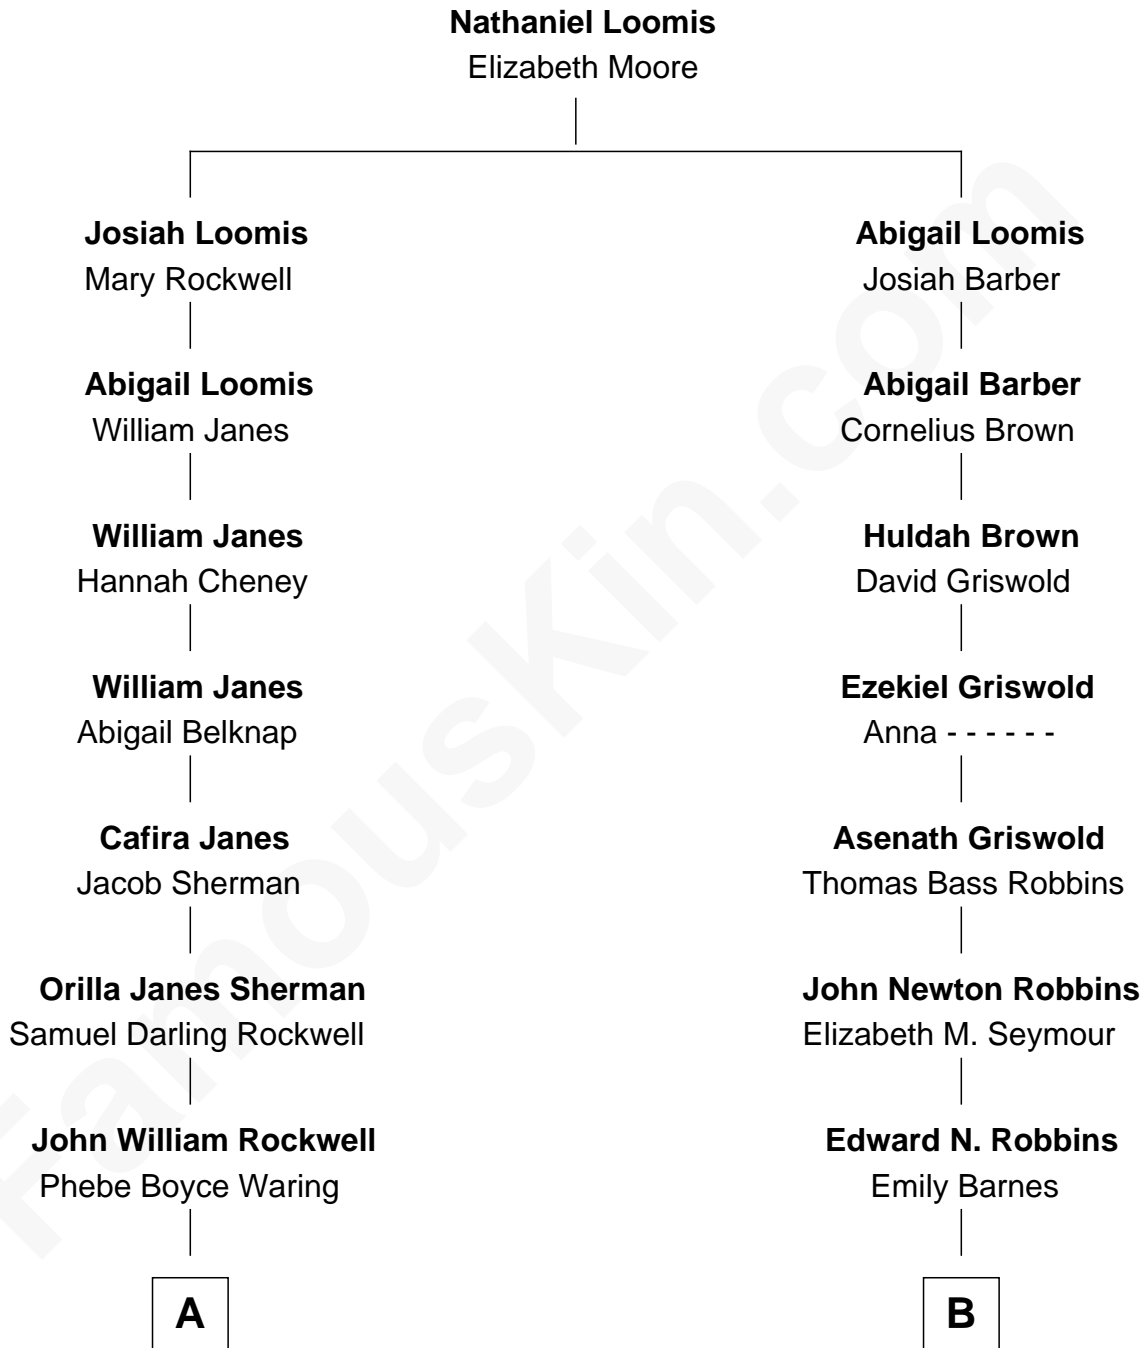 Nathaniel Loomis
Elizabeth Moore
Josiah Loomis
Mary Rockwell
Abigail Loomis
Josiah Barber
Abigail Loomis
William Janes
Abigail Barber
Cornelius Brown
William Janes
Hannah Cheney
Huldah Brown
David Griswold
William Janes
Abigail Belknap
Ezekiel Griswold
Anna - - - - - -
Cafira Janes
Jacob Sherman
Asenath Griswold
Thomas Bass Robbins
Orilla Janes Sherman
Samuel Darling Rockwell
John Newton Robbins
Elizabeth M. Seymour
John William Rockwell
Phebe Boyce Waring
Edward N. Robbins
Emily Barnes
A
B
FamousKin.com